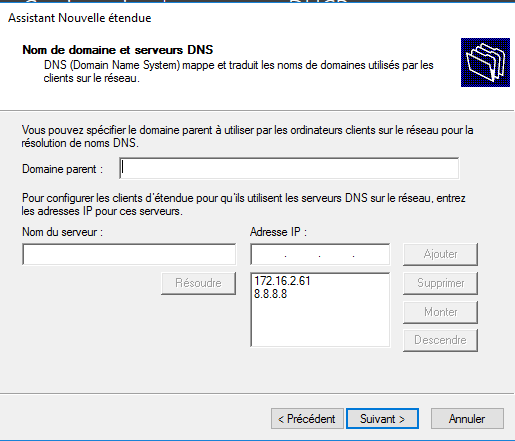 Assistant Nouvelle étendue
Nom de domaine et serveurs DNS
DNS (Domain Name System) mappe et traduit les noms de domaines utilisés par les
clients sur le réseau.
Vous pouvez spécifier le domaine parent à utiliser par les ordinateurs clients sur le réseau pour la
résolution de noms DNS.
Domaine parent :
Pour configurer les clients d'étendue pour qu'ils utilisent les serveurs DNS sur le réseau, entrez
les adresses IP pour ces serveurs.
Nom du serveur :
Adresse IP :
Ajouter
Résoudre
172.16.2.61
Supprimer
8.8.8.8
Monter
Descendre
< Précédent
Suivant >
Annuler